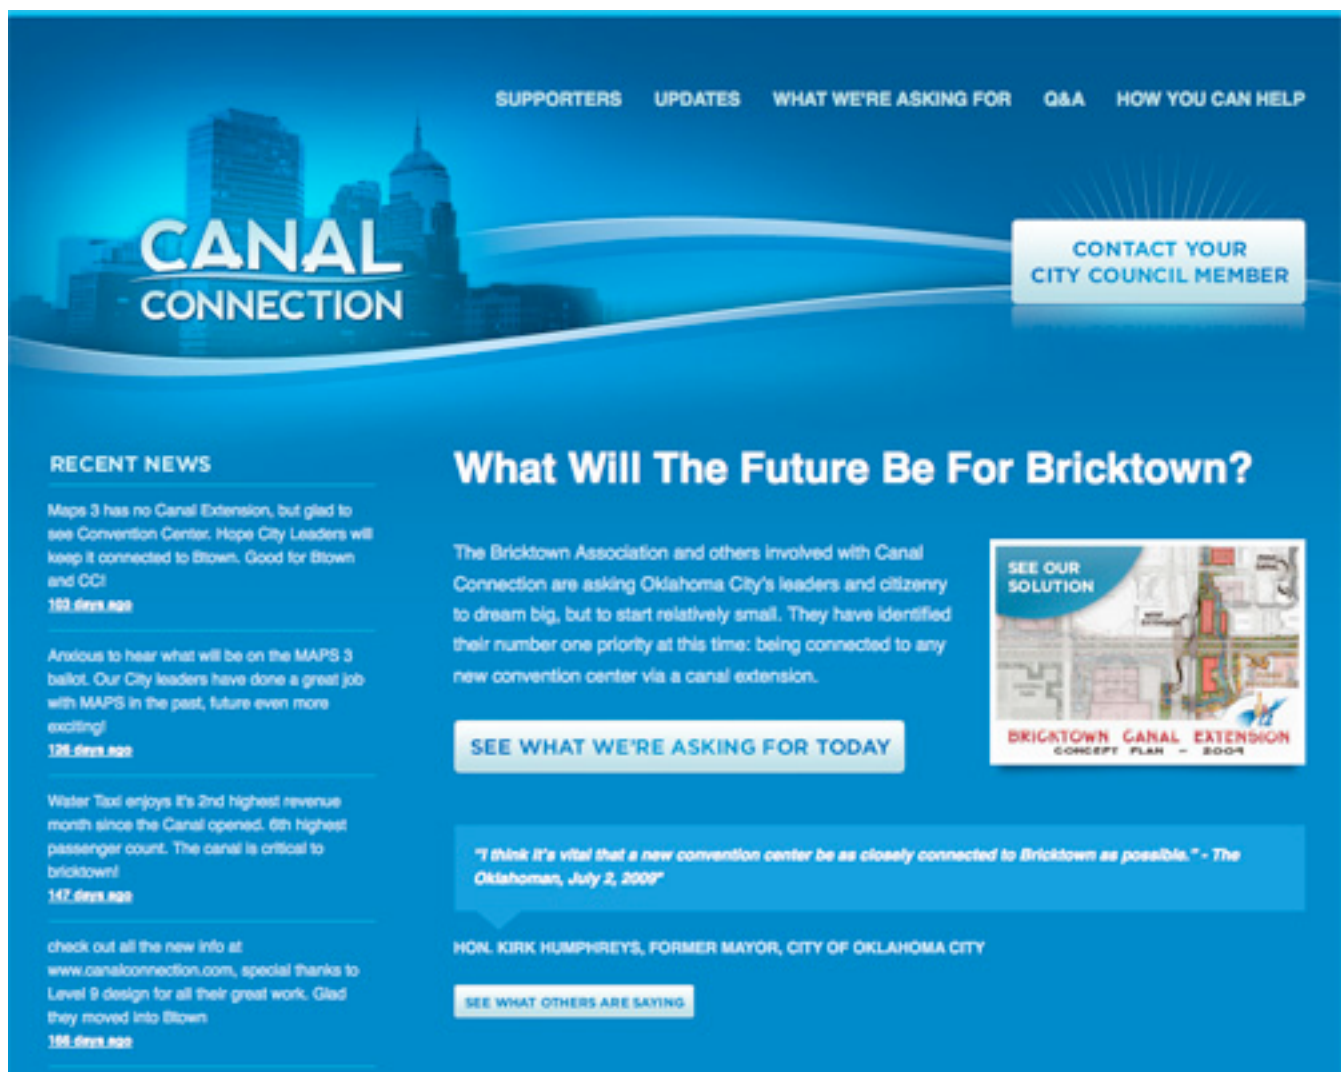 SUPPORTERS UPDATES WHAT WE'RE ASKING FOR Q&A HOW YOU CAN HELP
CANAL
CONNECTION
CONTACT YOUR
CITY COUNCIL MEMBER
RECENT NEWS
Maps 3 has no Canal Extension, but glad to
see Convention Center. Hope City Leaders will
keep it connected to Btown. Good for Btown
and CC!
103 days ago
Anxious to hear what will be on the MAPS 3
ballot. Our City leaders have done a great job
with MAPS in the past, future even more
exciting!
136 days ago
Water Taxi enjoys it's 2nd highest revenue
month since the Canal opened. 6th highest
passenger count. The canal is critical to
bricktown!
147 days ago
check out all the new info at
www.canalconnection.com, special thanks to
Level 9 design for all their great work. Glad
they moved into Btown
166 days ago
What Will The Future Be For Bricktown?
The Bricktown Association and others involved with Canal
Connection are asking Oklahoma City's leaders and citizenry
to dream big, but to start relatively small. They have identified
their number one priority at this time: being connected to any
new convention center via a canal extension.
SEE OUR
SOLUTION
BRICKTOWN CANAL EXTENSION
CONCEPT PLAN - 2009
SEE WHAT WE'RE ASKING FOR TODAY
"I think it's vital that a new convention center be as closely connected to Bricktown as possible." - The
Oklahoman, July 2, 2009"
HON. KIRK HUMPHREYS, FORMER MAYOR, CITY OF OKLAHOMA CITY
SEE WHAT OTHERS ARE SAYING